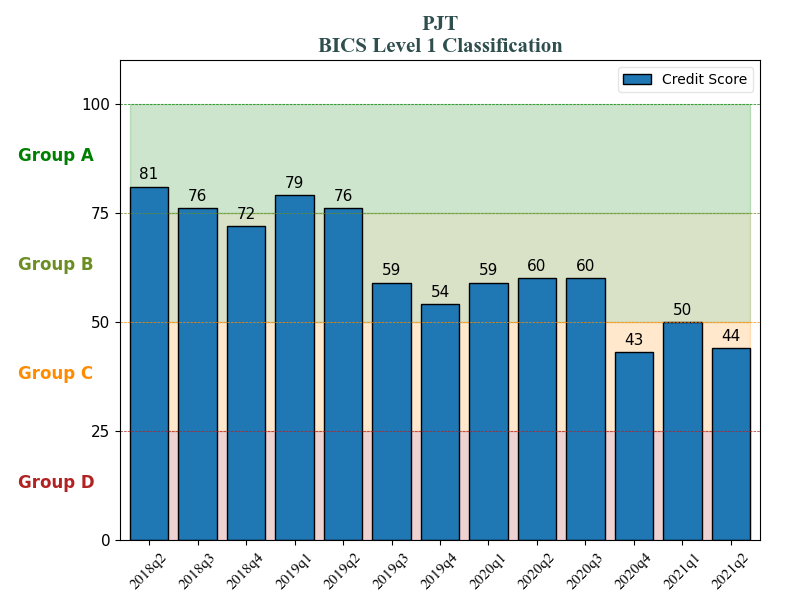 PJT
BICS Level 1 Classification
Credit Score
100
Group A
81
76
72
79
76
75
Group B
59
54
59
60
60
43
50
44
50
Group C
25
Group D
0
2018q2
2018q3
2018q4
2019q1
2019q2
2019q3
2019q4
2020q1
2020q2
2020q3
2020q4
2021q1
2021q2